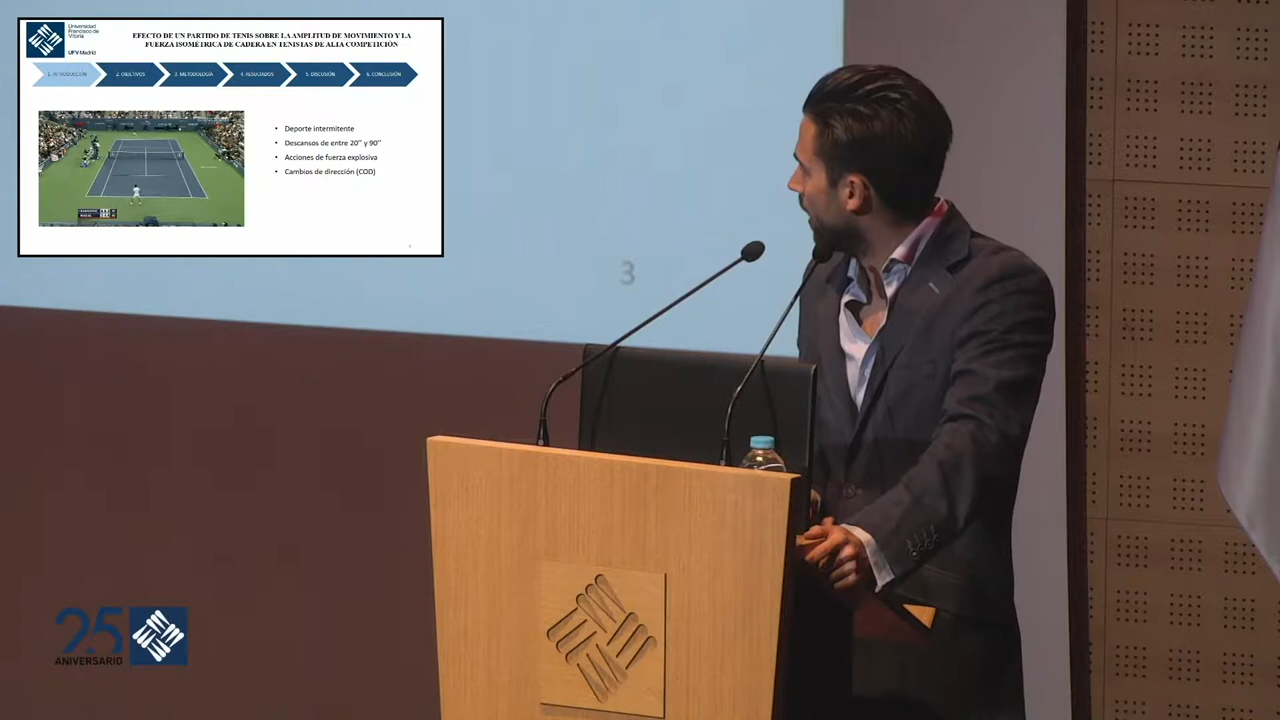 Universidad
Francisco de
Vitoria
UFV Madrid
EFECTO DE UN PARTIDO DE TENIS SOBRE LA AMPLITUD DE MOVIMIENTO Y LA
FUERZA ISOMÉTRICA DE CADERA EN TENISTAS DE ALTA COMPETICIÓN
1. INTRODUCCIÓN
2. OBJETIVOS
3. METODOLOGÍA
4. RESULTADOS
5. DISCUSIÓN
6. CONCLUSIÓN
• Deporte intermitente
• Descansos de entre 20’’ y 90’’
• Acciones de fuerza explosiva
• Cambios de dirección (COD)
3
25
ANIVERSARIO